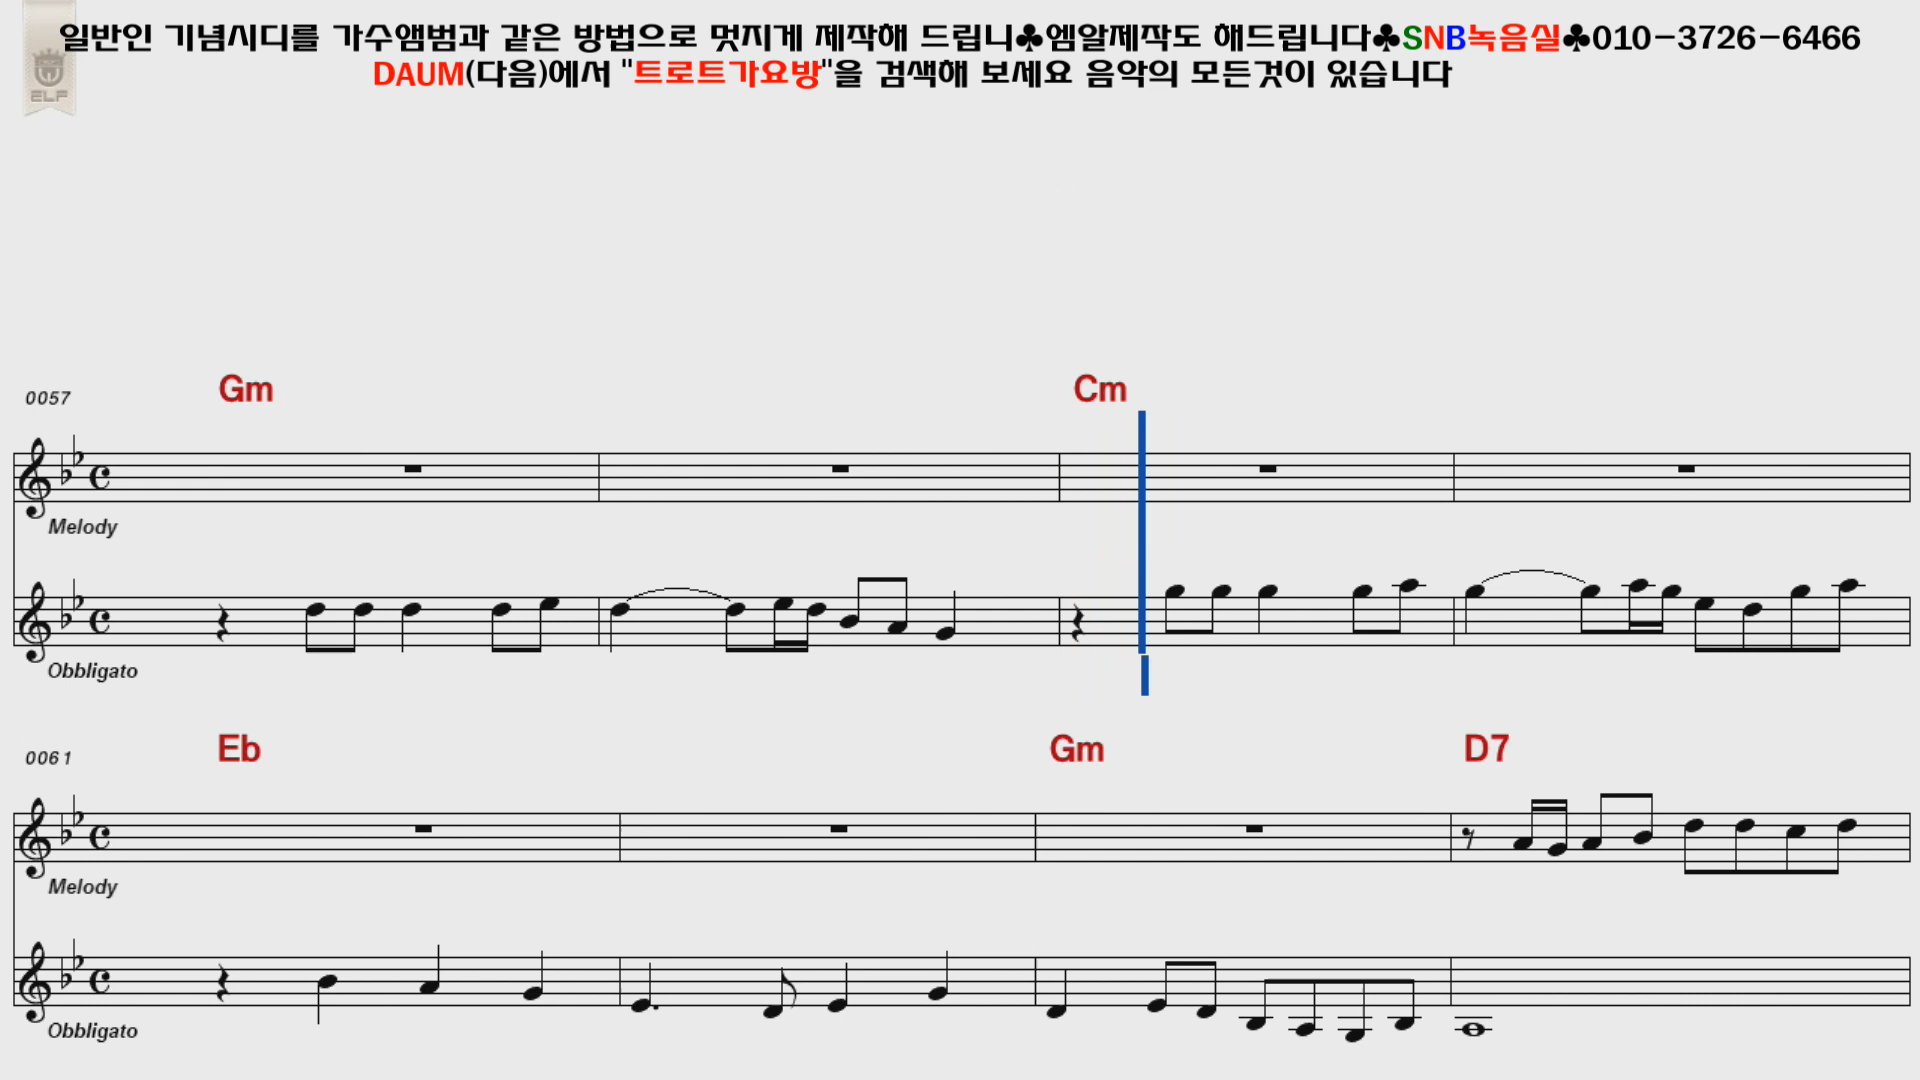 일반인 기념시디를 가수앨범과 같은 방법으로 멋지게 제작해 드립니♣엠알제작도 해드립니다♣SNB녹음실♣010-3726-6466
DAUM(다음)에서 "트로트가요방"을 검색해 보세요 음악의 모든것이 있습니다
ELF
Gm Cm
0057
Melody
Obbligato
Eb Gm D7
0061
Melody
Obbligato